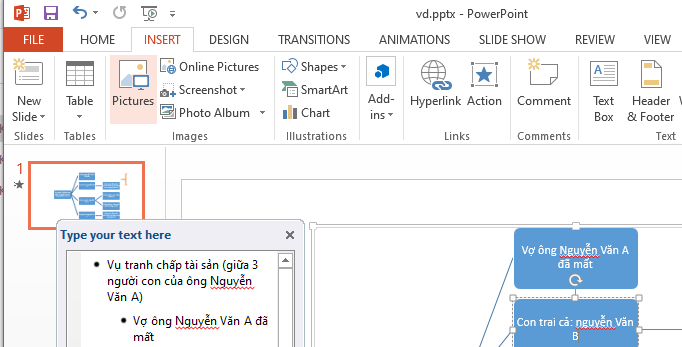 vd.pptx - PowerPoint
FILE HOME INSERT DESIGN TRANSITIONS ANIMATIONS SLIDE SHOW REVIEW VIEW
New Slide
Table
Pictures
Online Pictures
Screenshot
Photo Album
Shapes
SmartArt
Chart
Add-ins
Hyperlink
Action
Comment
Text Box
Header & Footer
Slides Tables Images Illustrations Links Comments Text
1
Type your text here
• Vụ tranh chấp tài sản (giữa 3
người con của ông Nguyễn
Văn A)
• Vợ ông Nguyễn Văn A đã
mất
Vợ ông Nguyễn Văn A
đã mất
Con trai cả: nguyễn Văn
B